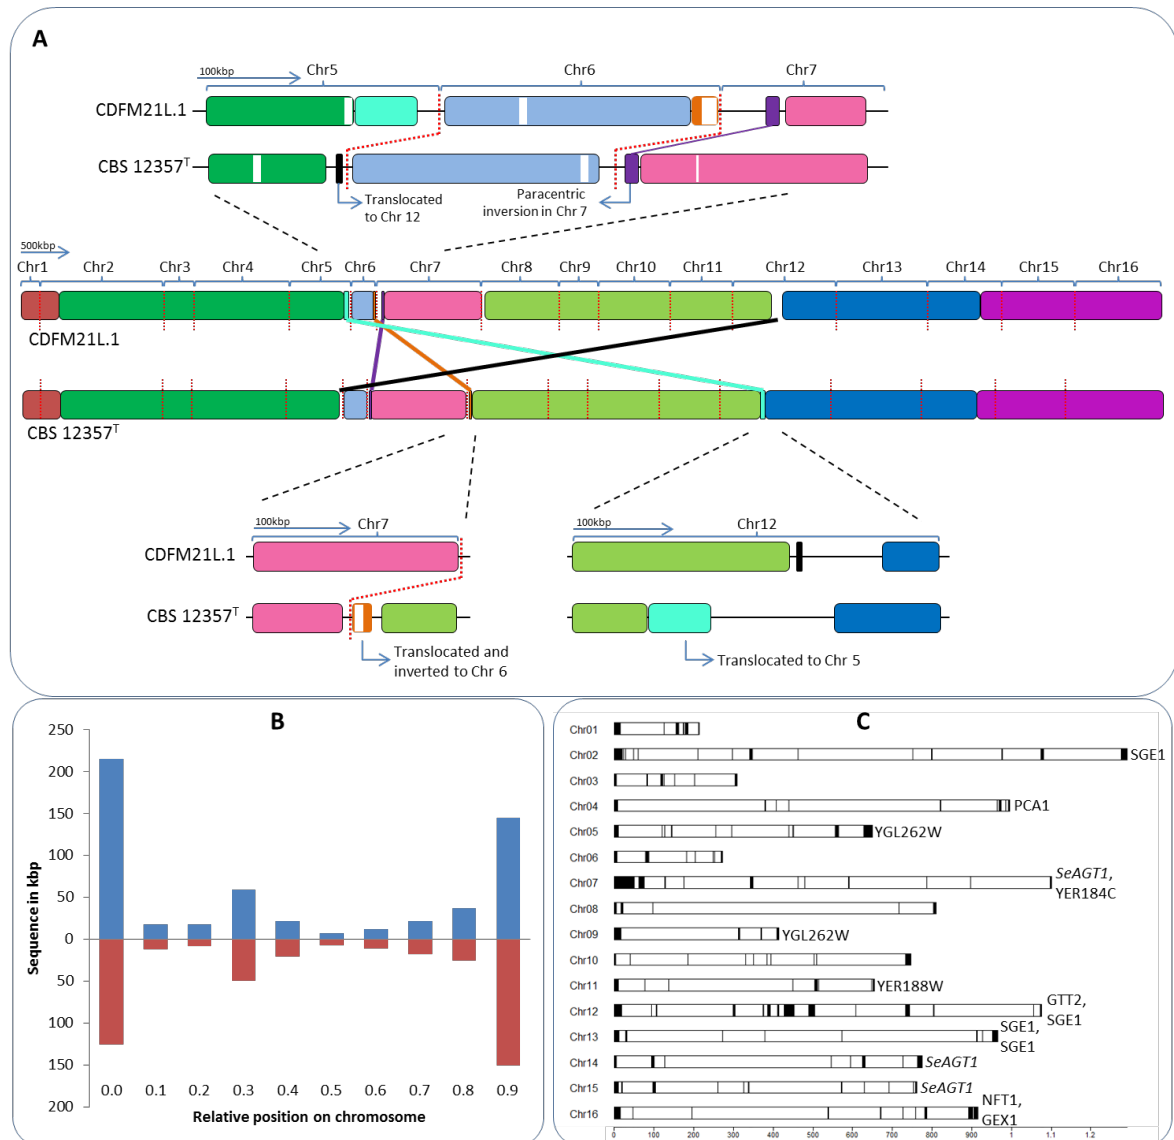 A
100kbp
Chr5
Chr6
Chr7
CDFM21L.1
CBS 12357T
Translocated
to Chr 12
Paracentric
inversion in Chr 7
500kbp
Chr1 Chr2 Chr3 Chr4 Chr5 Chr6 Chr7 Chr8 Chr9 Chr10 Chr11 Chr12 Chr13 Chr14 Chr15 Chr16
CDFM21L.1
CBS 12357T
100kbp
Chr7
CDFM21L.1
CBS 12357T
Translocated and
inverted to Chr 6
100kbp
Chr12
Translocated to Chr 5
B
Sequence in kbp
250
200
150
100
50
0
50
100
150
200
0.0 0.1 0.2 0.3 0.4 0.5 0.6 0.7 0.8 0.9
Relative position on chromosome
C
Chr01
Chr02 SGE1
Chr03
Chr04 PCA1
Chr05 YGL262W
Chr06
Chr07 SeAGT1,
YER184C
Chr08
Chr09 YGL262W
Chr10
Chr11 YER188W
Chr12 GTT2,
SGE1
Chr13 SGE1,
SGE1
Chr14 SeAGT1
Chr15 SeAGT1
Chr16 NFT1,
GEX1
0 100 200 300 400 500 600 700 800 900 1 1.1 1.2